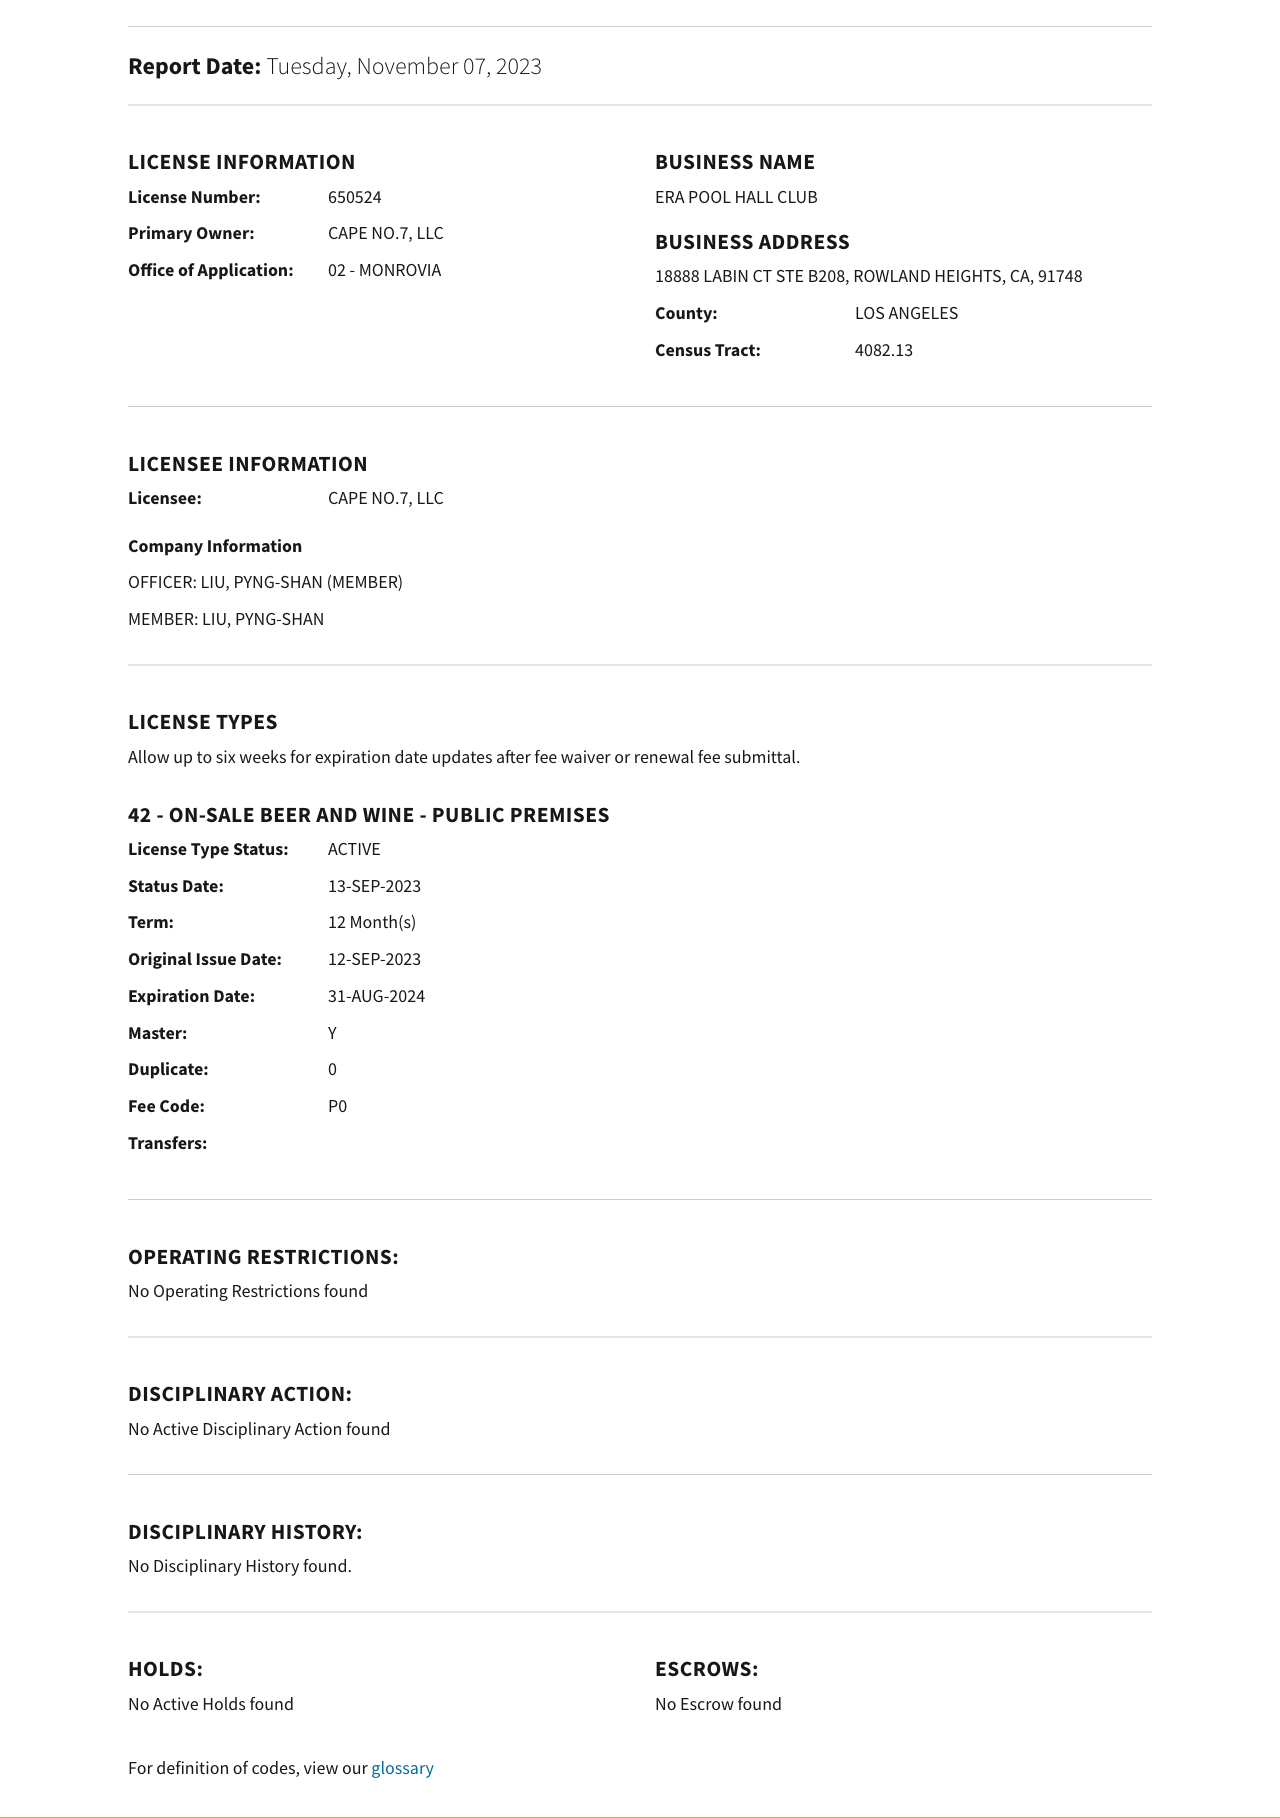 Report Date: Tuesday, November 07, 2023
LICENSE INFORMATION
License Number: 650524
Primary Owner: CAPE NO.7, LLC
Office of Application: 02 - MONROVIA
BUSINESS NAME
ERA POOL HALL CLUB
BUSINESS ADDRESS
18888 LABIN CT STE B208, ROWLAND HEIGHTS, CA, 91748
County: LOS ANGELES
Census Tract: 4082.13
LICENSEE INFORMATION
Licensee: CAPE NO.7, LLC
Company Information
OFFICER: LIU, PYNG-SHAN (MEMBER)
MEMBER: LIU, PYNG-SHAN
LICENSE TYPES
Allow up to six weeks for expiration date updates after fee waiver or renewal fee submittal.
42 - ON-SALE BEER AND WINE - PUBLIC PREMISES
License Type Status: ACTIVE
Status Date: 13-SEP-2023
Term: 12 Month(s)
Original Issue Date: 12-SEP-2023
Expiration Date: 31-AUG-2024
Master: Y
Duplicate: 0
Fee Code: P0
Transfers:
OPERATING RESTRICTIONS:
No Operating Restrictions found
DISCIPLINARY ACTION:
No Active Disciplinary Action found
DISCIPLINARY HISTORY:
No Disciplinary History found.
HOLDS:
No Active Holds found
ESCROWS:
No Escrow found
For definition of codes, view our glossary